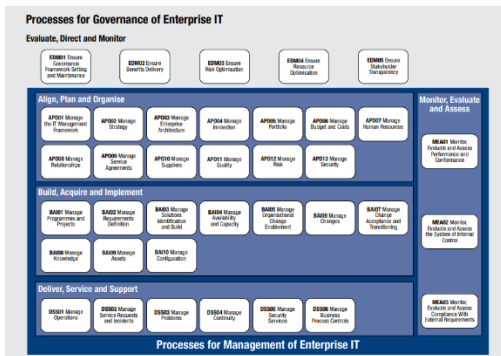 Processes for Governance of Enterprise IT
Evaluate, Direct and Monitor
EDM01 Ensure
Governance
Framework Setting
and Maintenance
EDM02 Ensure
Benefits Delivery
EDM03 Ensure
Risk Optimisation
EDM04 Ensure
Resource
Optimisation
EDM05 Ensure
Stakeholder
Transparency
Align, Plan and Organise
APO01 Manage
the IT Management
Framework
APO02 Manage
Strategy
APO03 Manage
Enterprise
Architecture
APO04 Manage
Innovation
APO05 Manage
Portfolio
APO06 Manage
Budget and Costs
APO07 Manage
Human Resources
APO08 Manage
Relationships
APO09 Manage
Service
Agreements
APO10 Manage
Suppliers
APO11 Manage
Quality
APO12 Manage
Risk
APO13 Manage
Security
Build, Acquire and Implement
BAI01 Manage
Programmes and
Projects
BAI02 Manage
Requirements
Definition
BAI03 Manage
Solutions
Identification
and Build
BAI04 Manage
Availability
and Capacity
BAI05 Manage
Organisational
Change
Enablement
BAI06 Manage
Changes
BAI07 Manage
Change
Acceptance and
Transitioning
BAI08 Manage
Knowledge
BAI09 Manage
Assets
BAI10 Manage
Configuration
Deliver, Service and Support
DSS01 Manage
Operations
DSS02 Manage
Service Requests
and Incidents
DSS03 Manage
Problems
DSS04 Manage
Continuity
DSS05 Manage
Security
Services
DSS06 Manage
Business
Process Controls
Monitor, Evaluate
and Assess
MEA01 Monitor,
Evaluate and Assess
Performance and
Conformance
MEA02 Monitor,
Evaluate and Assess
the System of Internal
Control
MEA03 Monitor,
Evaluate and Assess
Compliance With
External Requirements
Processes for Management of Enterprise IT